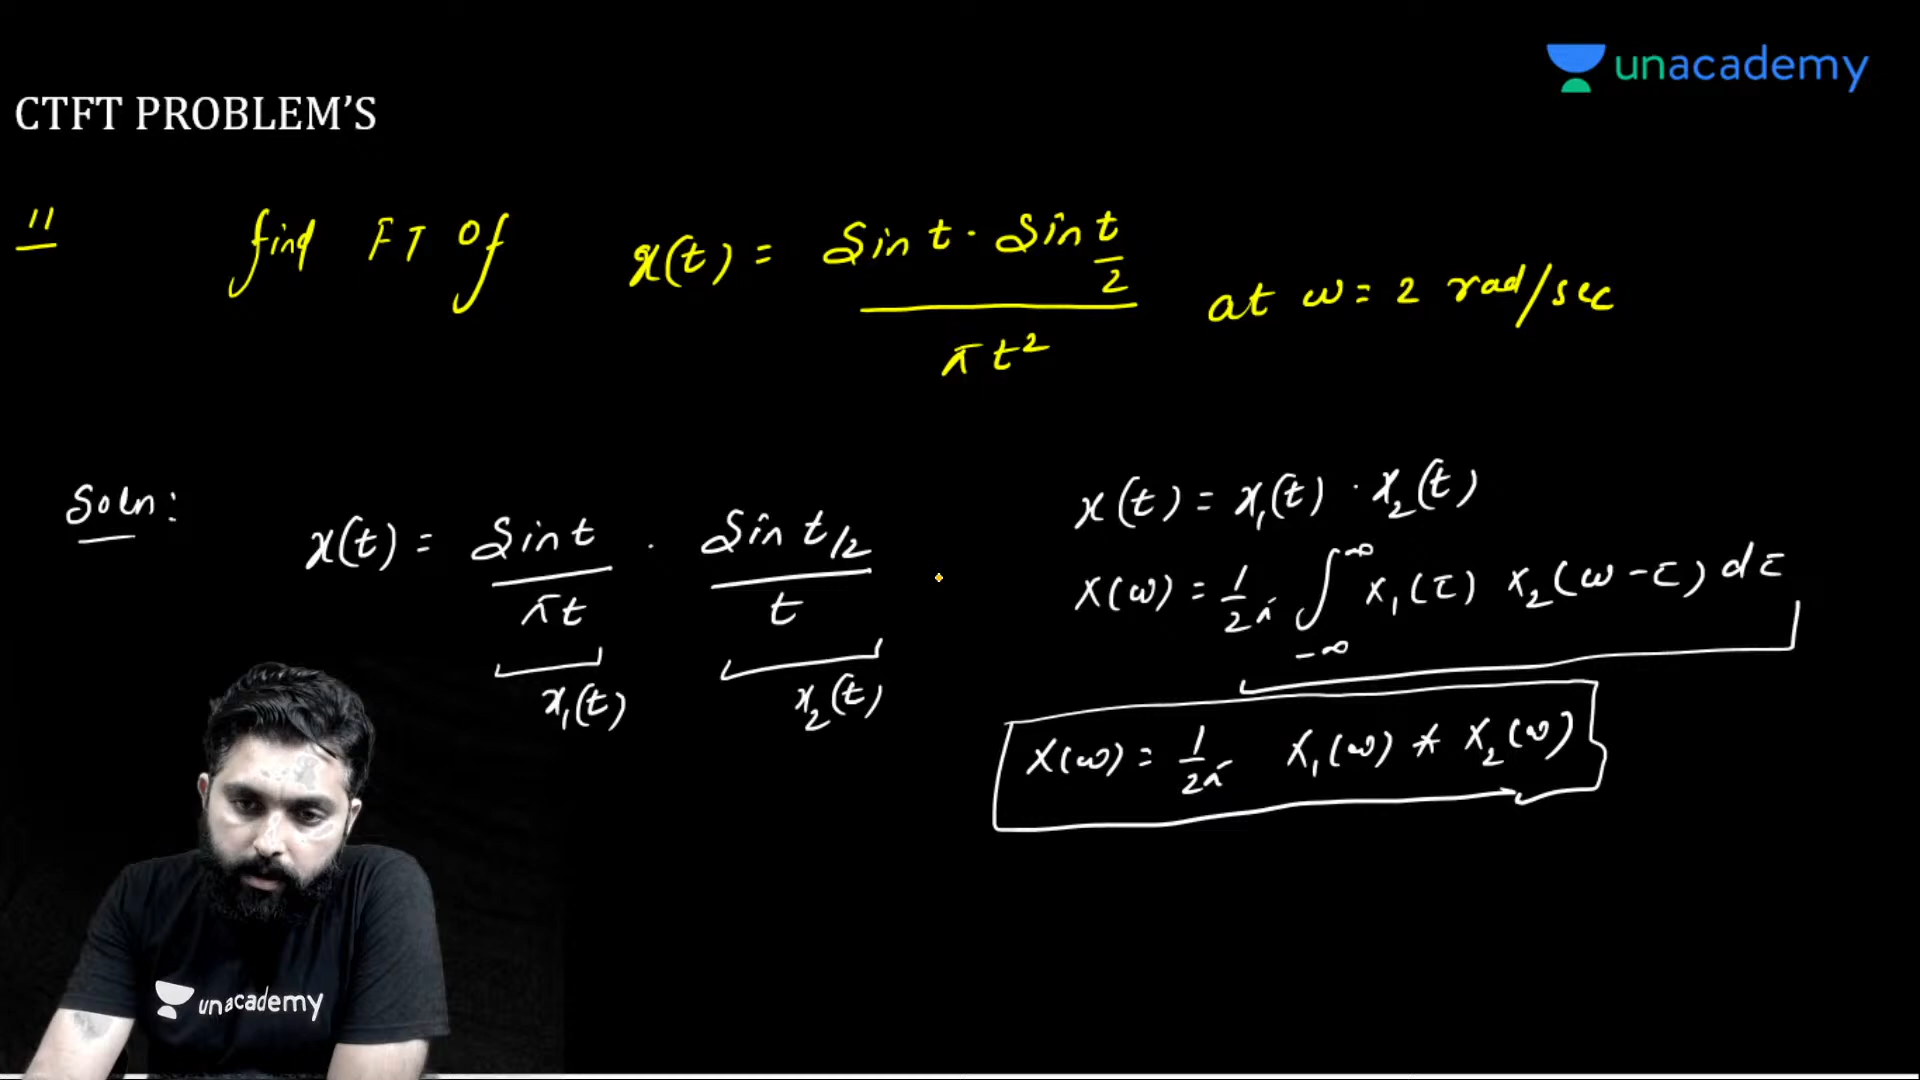 unacademy
CTFT PROBLEM'S
11 find FT Of x(t) = Sin t · Sin t/2 / πt² at ω = 2 rad/sec
Soln:
x(t) = Sin t / πt · Sin t/2 / t
x₁(t) x₂(t)
x(t) = x₁(t) · x₂(t)
X(ω) = 1/2π ∫_{-∞}^{∞} X₁(τ) X₂(ω-τ) dτ
X(ω) = 1/2π X₁(ω) * X₂(ω)
unacademy